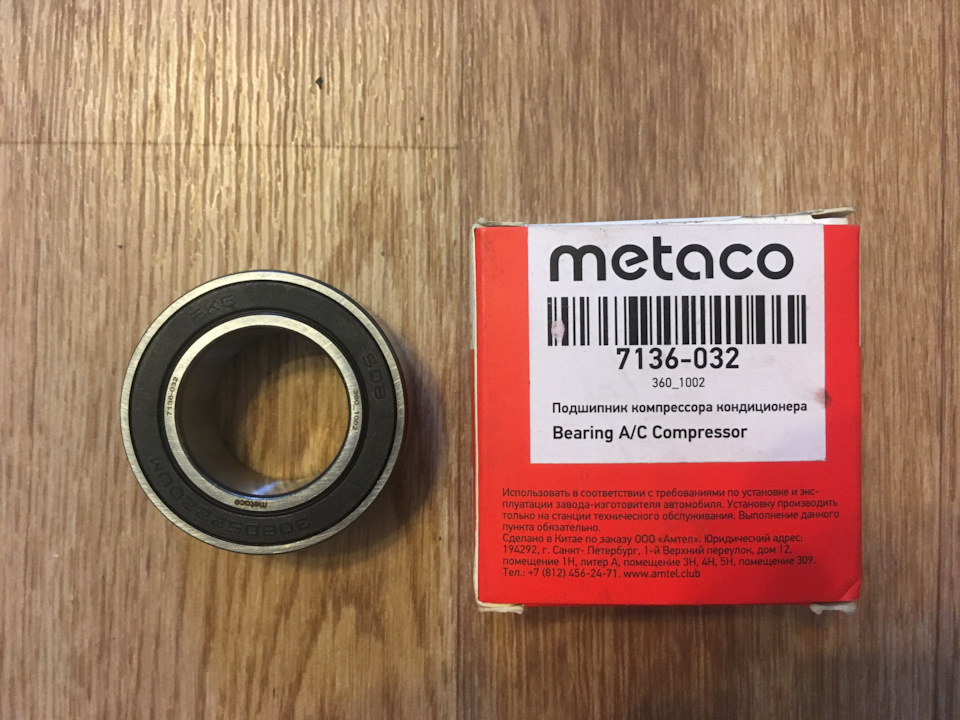 metaco
7136-032
360_1002
Подшипник компрессора кондиционера
Bearing A/C Compressor
Использовать в соответствии с требованиями по установке и экс-
плуатации завода-изготовителя автомобиля. Установку производить
только на станции технического обслуживания. Выполнение данного
пункта обязательно.
Сделано в Китае по заказу ООО «Амтел». Юридический адрес:
194292, г. Санкт- Петербург, 1-й Верхний переулок, дом 12,
помещение 1Н, литер А, помещение 3Н, 4Н, 5Н, помещение 309.
Тел.: +7 (812) 456-24-71. www.amtel.club
7136-032
360_1002
metaco